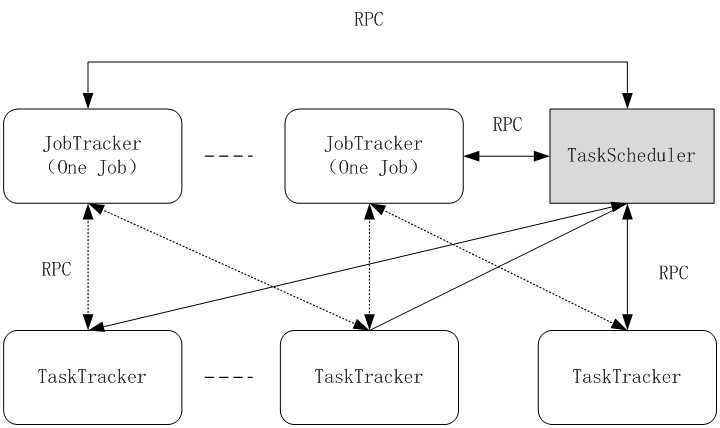 RPC
JobTracker
（One Job）
JobTracker
（One Job）
RPC
TaskScheduler
RPC
RPC
TaskTracker
TaskTracker
TaskTracker